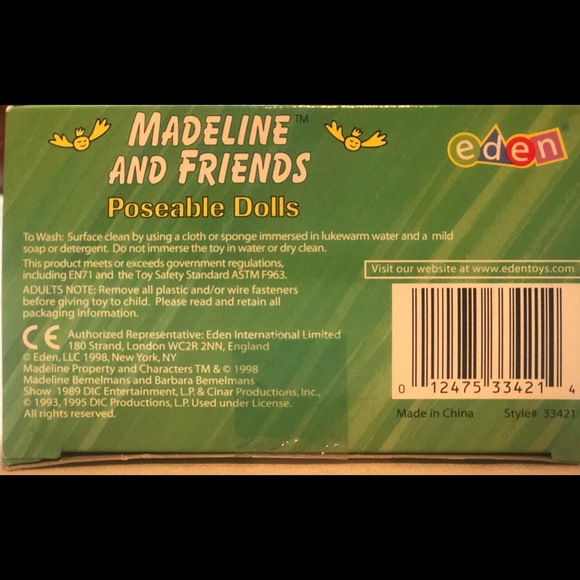 MADELINE™
AND FRIENDS
Poseable Dolls
eden®
To Wash: Surface clean by using a cloth or sponge immersed in lukewarm water and a mild
soap or detergent. Do not immerse the toy in water or dry clean.
This product meets or exceeds government regulations,
including EN71 and the Toy Safety Standard ASTM F963.
Visit our website at www.edentoys.com
ADULTS NOTE: Remove all plastic and/or wire fasteners
before giving toy to child. Please read and retain all
packaging information.
CE Authorized Representative: Eden International Limited
180 Strand, London WC2R 2NN, England
© Eden, LLC 1998, New York, NY
Madeline Property and Characters TM & © 1998
Madeline Bemelmans and Barbara Bemelmans
Show 1989 DIC Entertainment, L.P. & Cinar Productions, Inc.,
© 1993, 1995 DIC Productions, L.P. Used under License.
All rights reserved.
0 12475 33421 4
Made in China Style# 33421